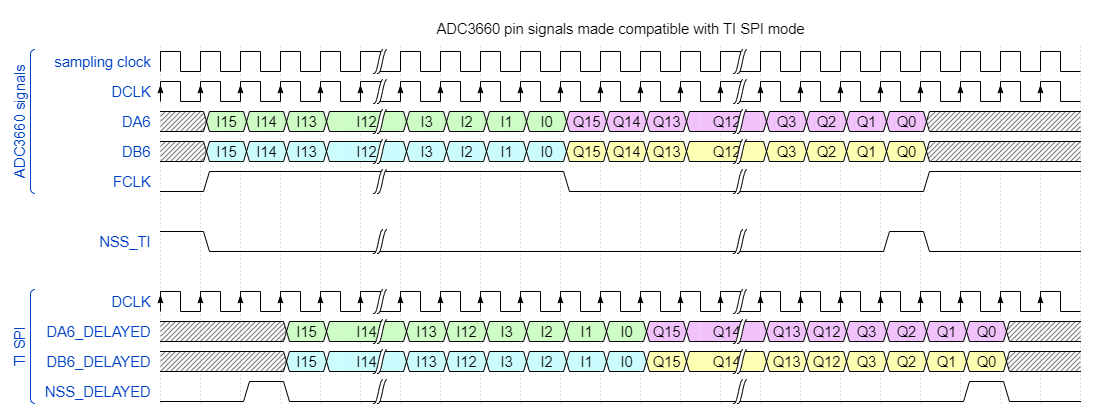 ADC3660 pin signals made compatible with TI SPI mode
ADC3660 signals
sampling clock
DCLK
DA6 I15 I14 I13 I12 I3 I2 I1 I0 Q15 Q14 Q13 Q12 Q3 Q2 Q1 Q0
DB6 I15 I14 I13 I12 I3 I2 I1 I0 Q15 Q14 Q13 Q12 Q3 Q2 Q1 Q0
FCLK
NSS_TI
TI SPI
DCLK
DA6_DELAYED I15 I14 I13 I12 I3 I2 I1 I0 Q15 Q14 Q13 Q12 Q3 Q2 Q1 Q0
DB6_DELAYED I15 I14 I13 I12 I3 I2 I1 I0 Q15 Q14 Q13 Q12 Q3 Q2 Q1 Q0
NSS_DELAYED